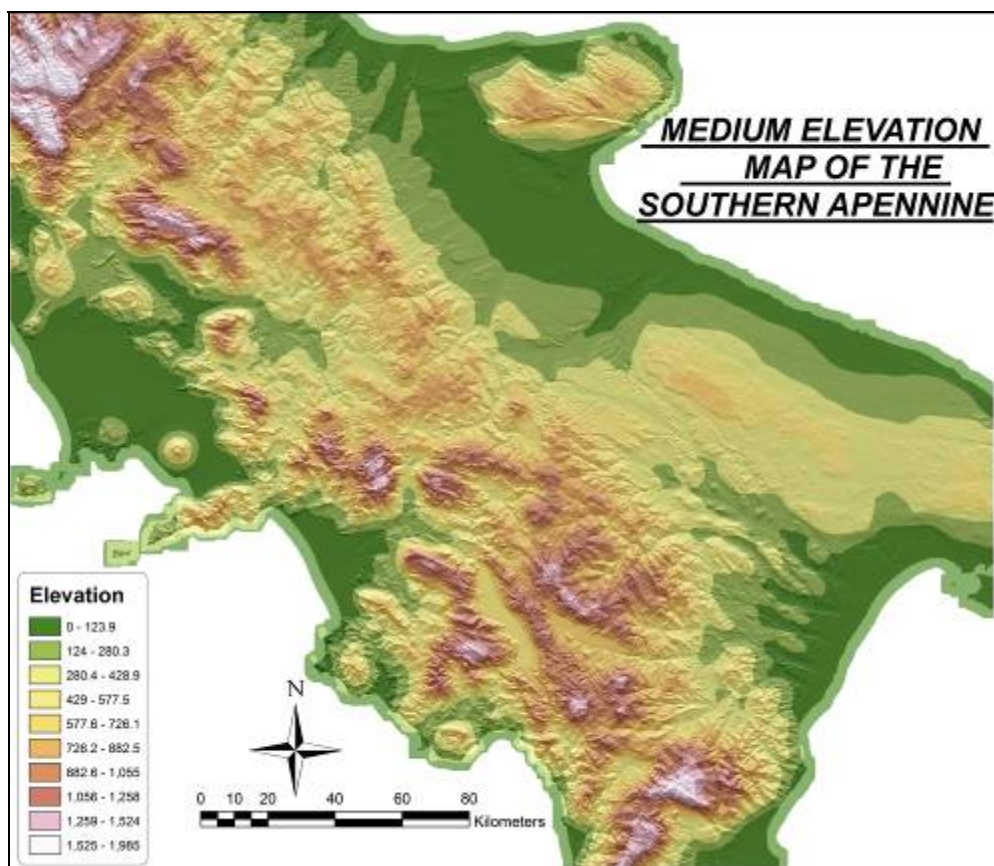 MEDIUM ELEVATION
MAP OF THE
SOUTHERN APENNINE
Elevation
0 - 123.9
124 - 280.3
280.4 - 428.9
429 - 577.5
577.6 - 726.1
726.2 - 882.5
882.6 - 1,055
1,056 - 1,258
1,259 - 1,524
1,525 - 1,985
N
0 10 20 40 60 80
Kilometers